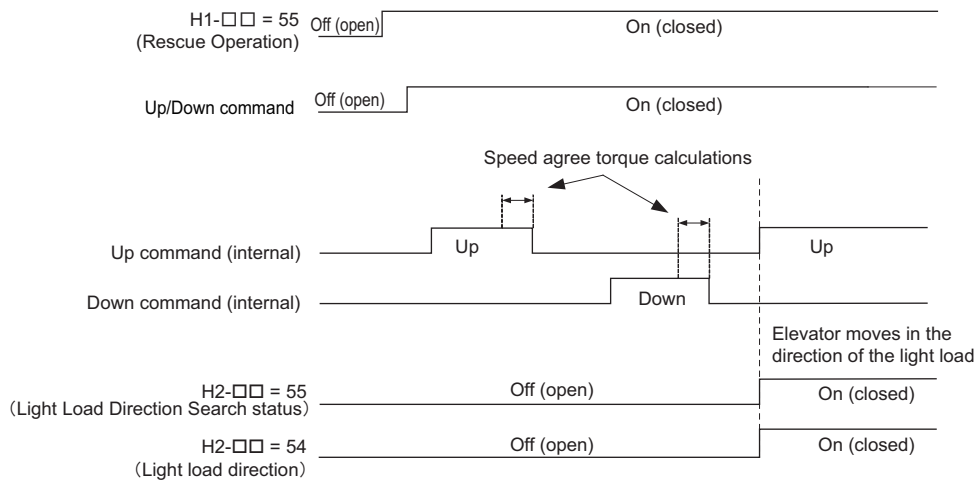 H1-□□ = 55
(Rescue Operation)
Off (open)
On (closed)
Up/Down command
Off (open)
On (closed)
Speed agree torque calculations
Up command (internal)
Up
Up
Down command (internal)
Down
Elevator moves in the
direction of the light load
H2-□□ = 55
（Light Load Direction Search status）
Off (open)
On (closed)
H2-□□ = 54
（Light load direction）
Off (open)
On (closed)